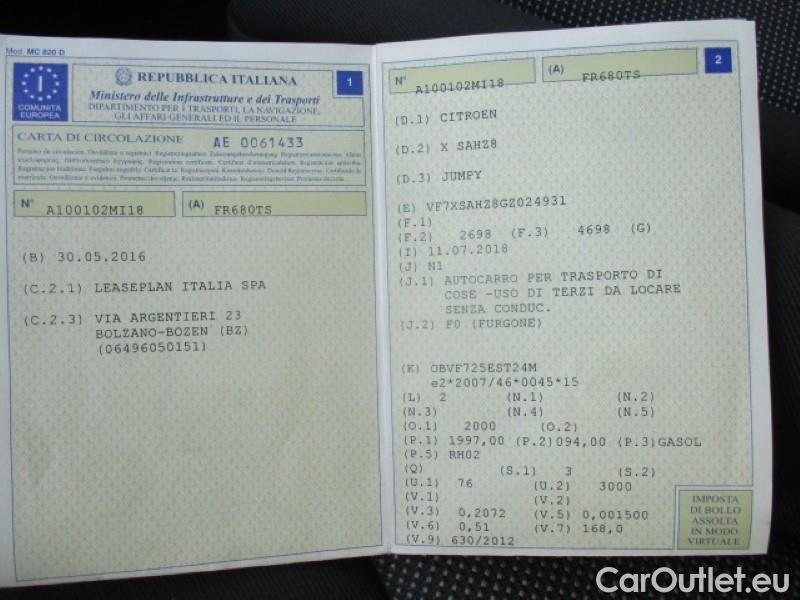 Mod. MC 820 D
I
COMUNITÀ
EUROPEA
REPUBBLICA ITALIANA
1
Ministero delle Infrastrutture e dei Trasporti
DIPARTIMENTO PER I TRASPORTI, LA NAVIGAZIONE,
GLI AFFARI GENERALI ED IL PERSONALE
CARTA DI CIRCOLAZIONE AE 0061433
N° A100102MI18 (A) FR680TS
(B) 30.05.2016
(C.2.1) LEASEPLAN ITALIA SPA
(C.2.3) VIA ARGENTIERI 23
BOLZANO-BOZEN (BZ)
(06496050151)
N° A100102MI18 (A) FR680TS 2
(D.1) CITROEN
(D.2) X SAHZ8
(D.3) JUMPY
(E) VF7XSAHZ8GZ024931
(F.1)
(F.2) 2698 (F.3) 4698 (G)
(I) 11.07.2018
(J) N1
(J.1) AUTOCARRO PER TRASPORTO DI
COSE -USO DI TERZI DA LOCARE
SENZA CONDUC.
(J.2) F0 (FURGONE)
(K) OBVF725EST24M
e2*2007/46*0045*15
(L) 2 (N.1) (N.2)
(N.3) (N.4) (N.5)
(O.1) 2000 (O.2)
(P.1) 1997,00 (P.2)094,00 (P.3)GASOL
(P.5) RH02
(Q) (S.1) 3 (S.2)
(U.1) 76 (U.2) 3000
(V.1) (V.2)
(V.3) 0,2072 (V.5) 0,001500
(V.6) 0,51 (V.7) 168,0
(V.9) 630/2012
IMPOSTA
DI BOLLO
ASSOLTA
IN MODO
VIRTUALE
CarOutlet.eu